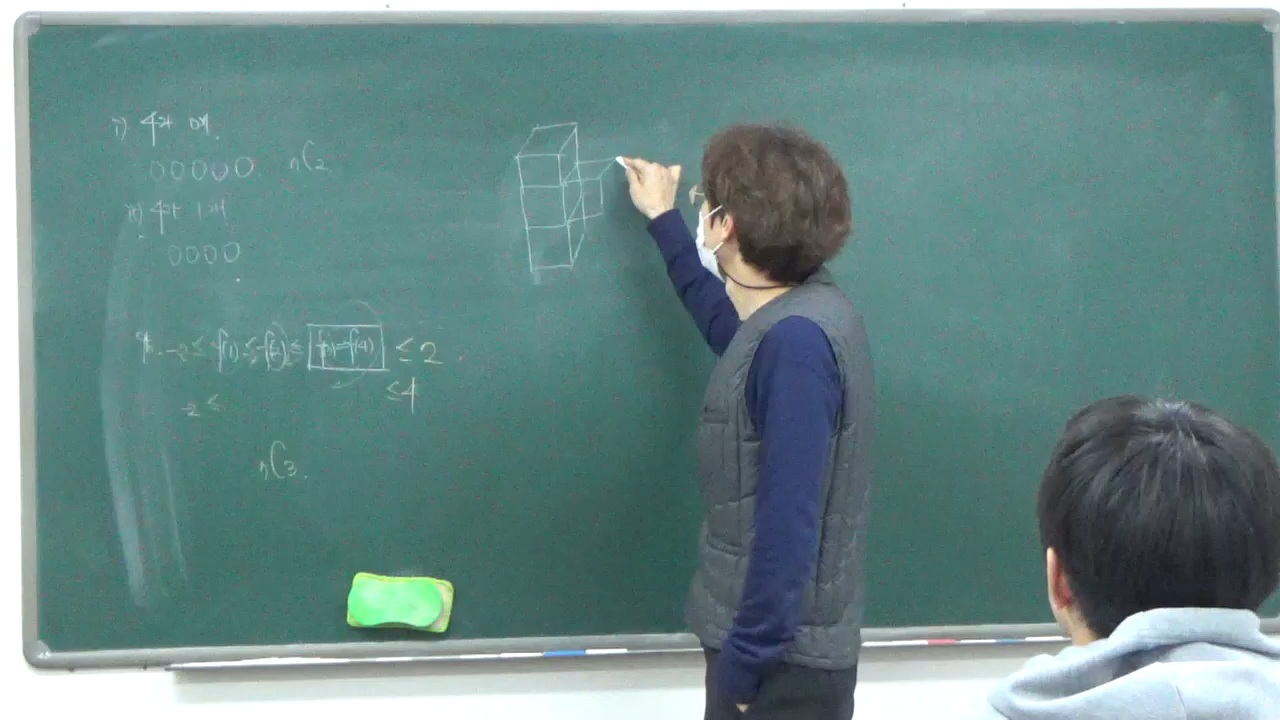 i) 4가 0개.
00000 nC2
ii) 4가 1개
0000
-2 ≤ f(1) ≤ f(2) ≤ f(3)=f(4) ≤ 2
-2 ≤ ≤4
nC3.